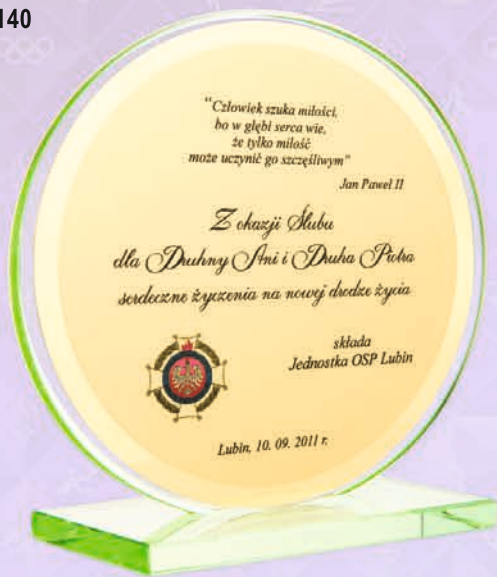 140
"Człowiek szuka miłości,
bo w głębi serca wie,
że tylko miłość
może uczynić go szczęśliwym"
Jan Paweł II
Z okazji Ślubu
dla Druhny Ani i Druha Piotra
serdeczne życzenia na nowej drodze życia
składa
Jednostka OSP Lubin
Lubin, 10. 09. 2011 r.